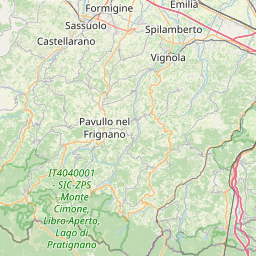 Formigine
Emilia
Sassuolo
Spilamberto
Castellarano
Vignola
Pavullo nel
Frignano
IT4040001
- SIC-ZPS
Monte
Cimone,
Libro Aperto,
Lago di
Pratignano